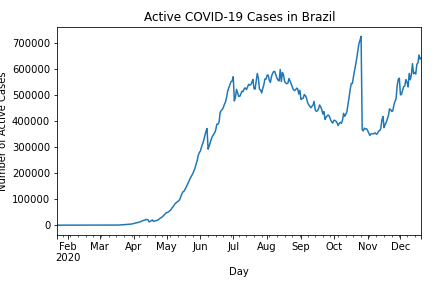 Active COVID-19 Cases in Brazil
700000
600000
500000
400000
300000
200000
100000
0
Number of Active Cases
Feb Mar Apr May Jun Jul Aug Sep Oct Nov Dec
2020
Day